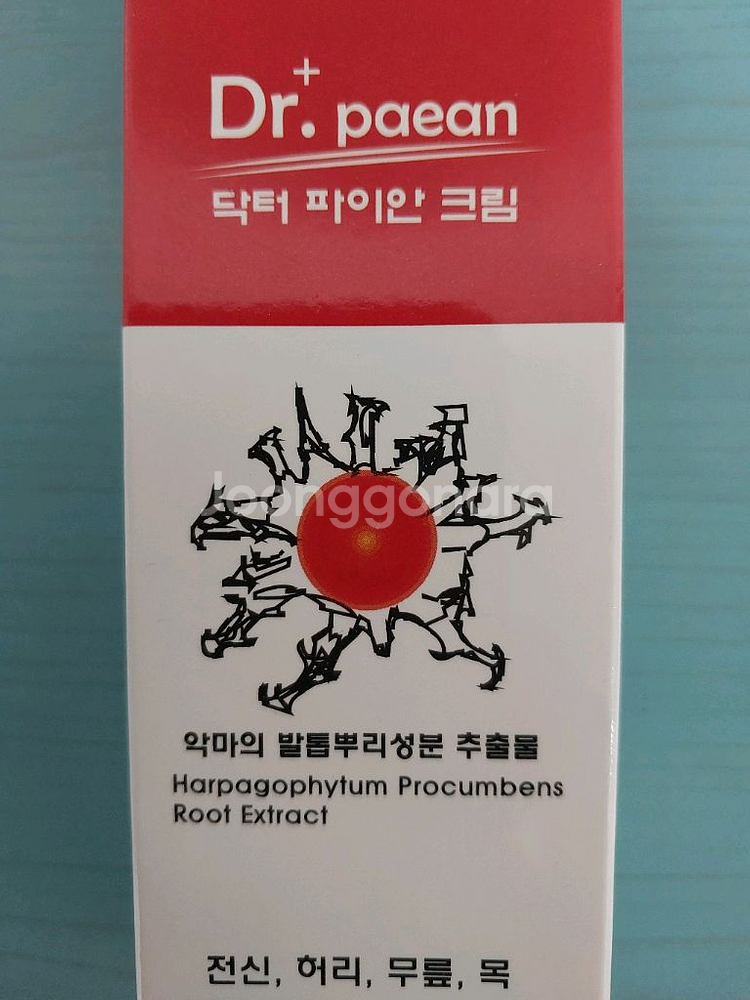 Dr.+ paean
닥터 파이안 크림
Joonggonara
악마의 발톱뿌리성분 추출물
Harpagophytum Procumbens
Root Extract
전신, 허리, 무릎, 목